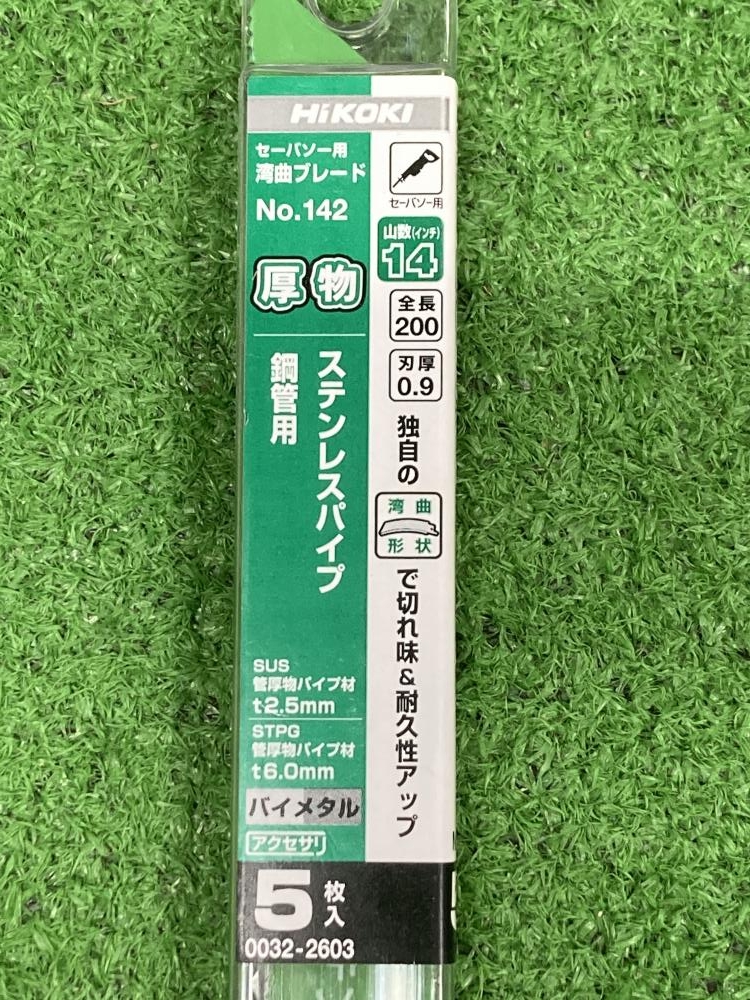 HiKOKI
セーバソー用
湾曲ブレード
No.142
厚物
ステンレスパイプ
鋼管用
SUS
管厚物パイプ材
t2.5mm
STPG
管厚物パイプ材
t6.0mm
バイメタル
アクセサリ
セーバソー用
山数(インチ)
14
全長
200
刃厚
0.9
独自の
湾曲
形状
で切れ味&耐久性アップ
5枚入
0032-2603